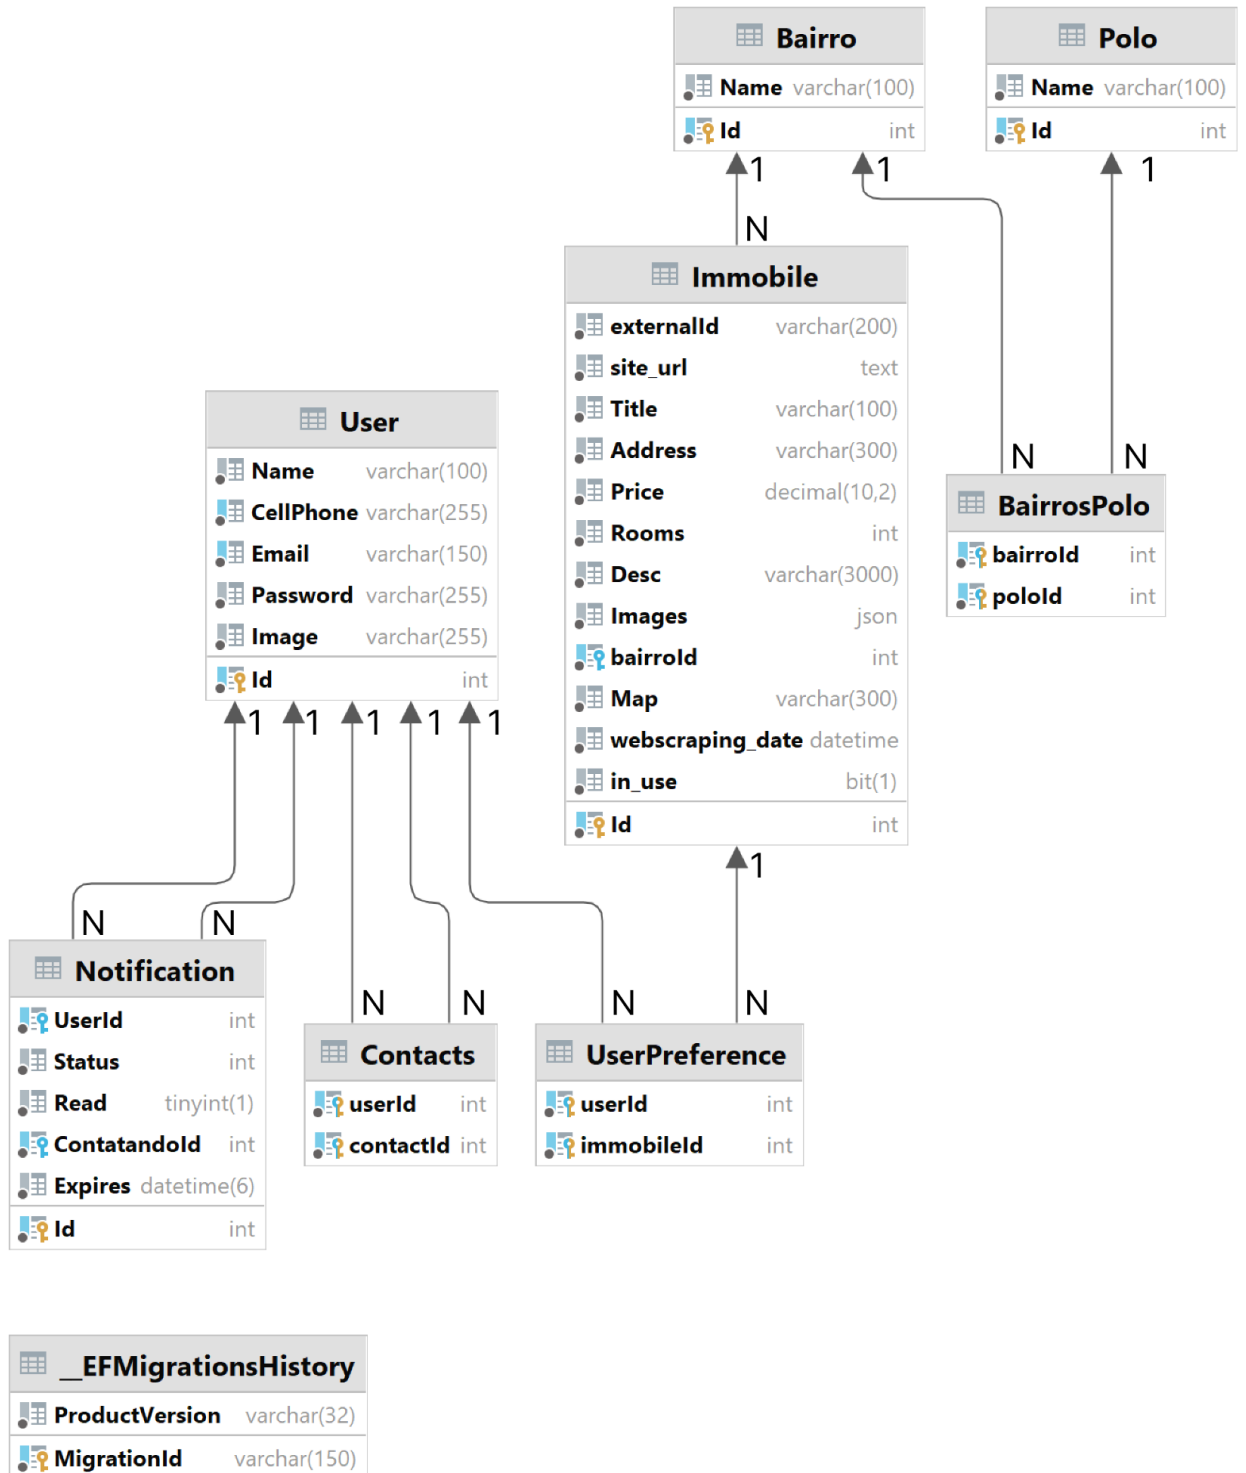 Bairro
Name varchar(100)
Id int
1
1
Polo
Name varchar(100)
Id int
1
N
Immobile
externalId varchar(200)
site_url text
Title varchar(100)
Address varchar(300)
Price decimal(10,2)
Rooms int
Desc varchar(3000)
Images json
bairroId int
Map varchar(300)
webscraping_date datetime
in_use bit(1)
Id int
1
N
N
BairrosPolo
bairroId int
poloId int
User
Name varchar(100)
CellPhone varchar(255)
Email varchar(150)
Password varchar(255)
Image varchar(255)
Id int
1
1
1
1
1
N
N
Notification
UserId int
Status int
Read tinyint(1)
ContatandoId int
Expires datetime(6)
Id int
N
N
Contacts
userId int
contactId int
N
N
UserPreference
userId int
immobileId int
__EFMigrationsHistory
ProductVersion varchar(32)
MigrationId varchar(150)